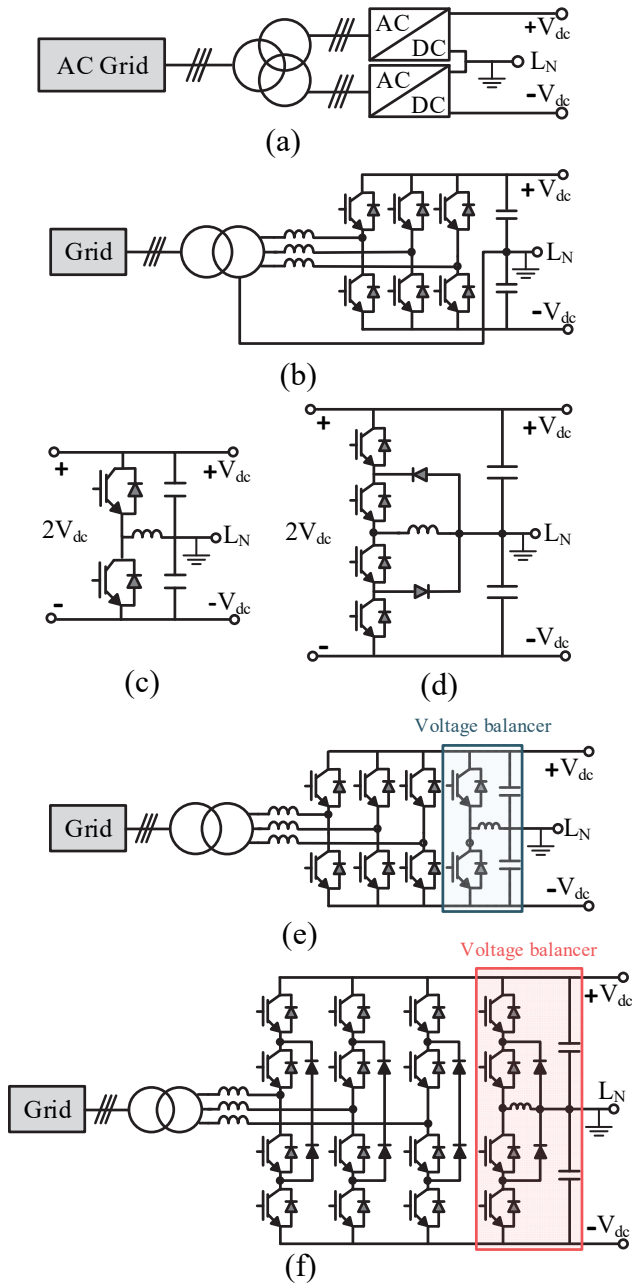 AC Grid
AC
DC
AC
DC
+Vdc
LN
-Vdc
(a)
Grid
+Vdc
LN
-Vdc
(b)
+
2Vdc
-
+Vdc
LN
-Vdc
(c)
+
2Vdc
-
+Vdc
LN
-Vdc
(d)
Voltage balancer
Grid
+Vdc
LN
-Vdc
(e)
Voltage balancer
Grid
+Vdc
LN
-Vdc
(f)